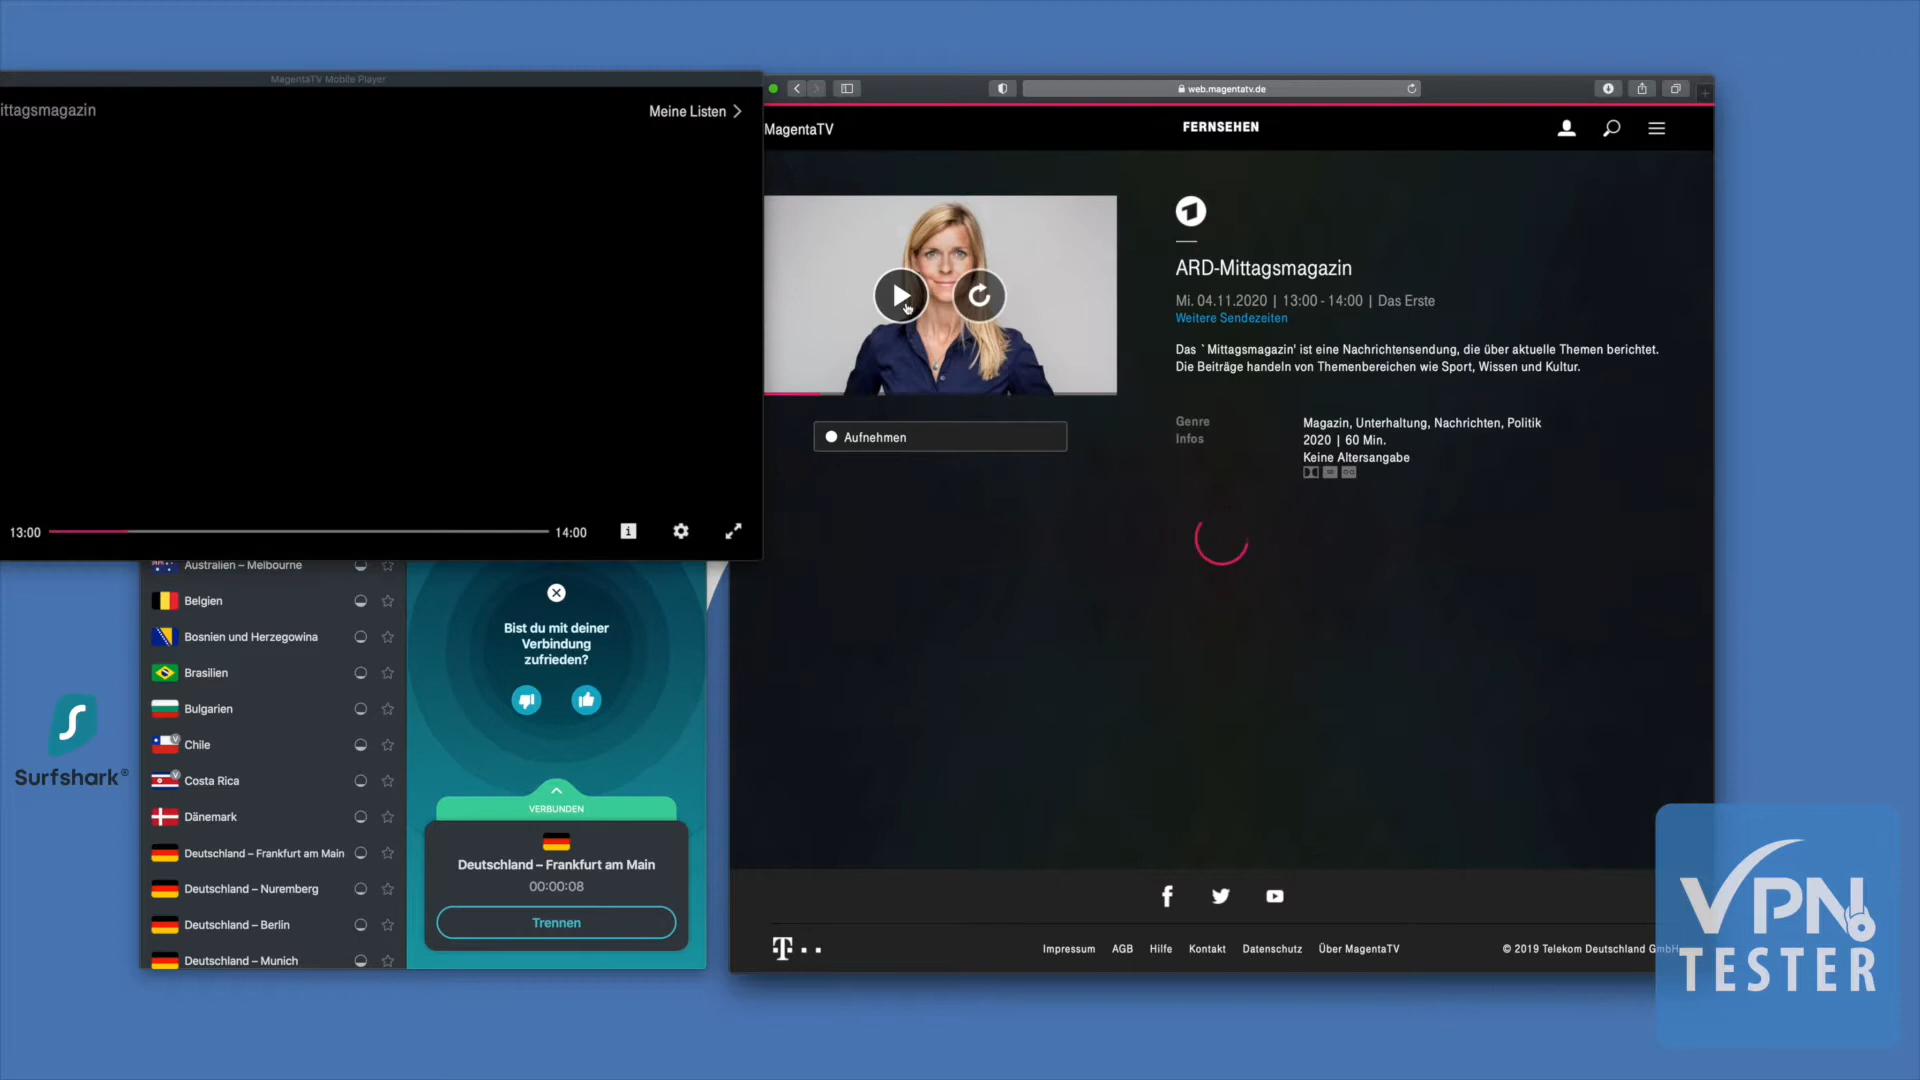 MagentaTV Mobile Player
ittagsmagazin
Meine Listen
13:00
14:00
web.magentatv.de
MagentaTV
FERNSEHEN
ARD-Mittagsmagazin
Mi. 04.11.2020 | 13:00 - 14:00 | Das Erste
Weitere Sendezeiten
Das `Mittagsmagazin' ist eine Nachrichtensendung, die über aktuelle Themen berichtet.
Die Beiträge handeln von Themenbereichen wie Sport, Wissen und Kultur.
Aufnehmen
Genre
Magazin, Unterhaltung, Nachrichten, Politik
Infos
2020 | 60 Min.
Keine Altersangabe
Australien – Melbourne
Belgien
Bosnien und Herzegowina
Brasilien
Bulgarien
Chile
Costa Rica
Dänemark
Deutschland – Frankfurt am Main
Deutschland – Nuremberg
Deutschland – Berlin
Deutschland – Munich
Bist du mit deiner
Verbindung
zufrieden?
VERBUNDEN
Deutschland – Frankfurt am Main
00:00:08
Trennen
Surfshark®
T
Impressum
AGB
Hilfe
Kontakt
Datenschutz
Über MagentaTV
© 2019 Telekom Deutschland GmbH
VPN
TESTER